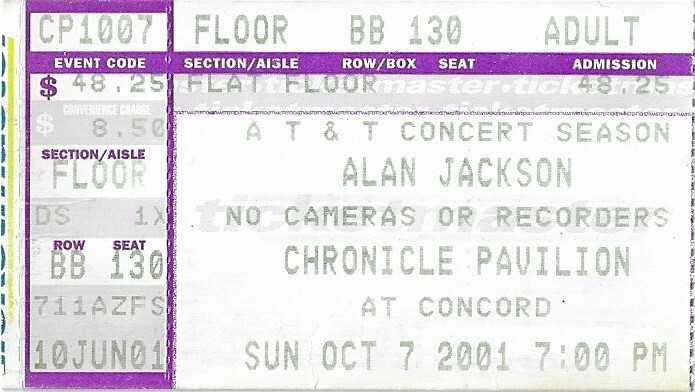 CP1007 FLOOR BB 130 ADULT
EVENT CODE SECTION/AISLE ROW/BOX SEAT ADMISSION
$ 48.25 FLAT FLOOR 48.25
CONVENIENCE CHARGE
$ 8.50
A T & T CONCERT SEASON
SECTION/AISLE
FLOOR
ALAN JACKSON
DS 1X
NO CAMERAS OR RECORDERS
ticketmaster
ROW SEAT
BB 130
CHRONICLE PAVILION
711AZFS
AT CONCORD
10JUN01
SUN OCT 7 2001 7:00 PM